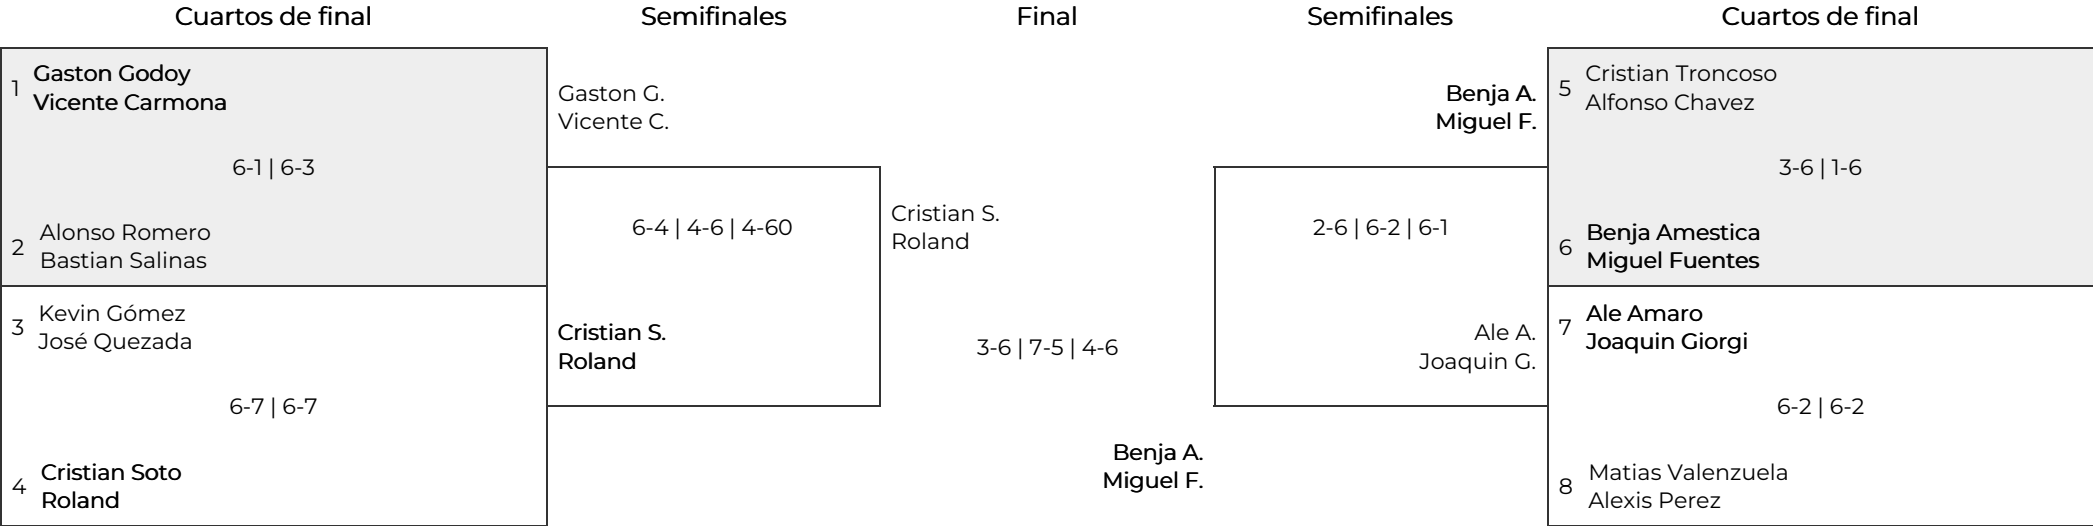 Cuartos de final
Semifinales
Final
Semifinales
Cuartos de final
1
Gaston Godoy
Vicente Carmona
6-1 | 6-3
2
Alonso Romero
Bastian Salinas
3
Kevin Gómez
José Quezada
6-7 | 6-7
4
Cristian Soto
Roland
Gaston G.
Vicente C.
6-4 | 4-6 | 4-60
Cristian S.
Roland
Cristian S.
Roland
3-6 | 7-5 | 4-6
Benja A.
Miguel F.
Benja A.
Miguel F.
2-6 | 6-2 | 6-1
Ale A.
Joaquin G.
5
Cristian Troncoso
Alfonso Chavez
3-6 | 1-6
6
Benja Amestica
Miguel Fuentes
7
Ale Amaro
Joaquin Giorgi
6-2 | 6-2
8
Matias Valenzuela
Alexis Perez